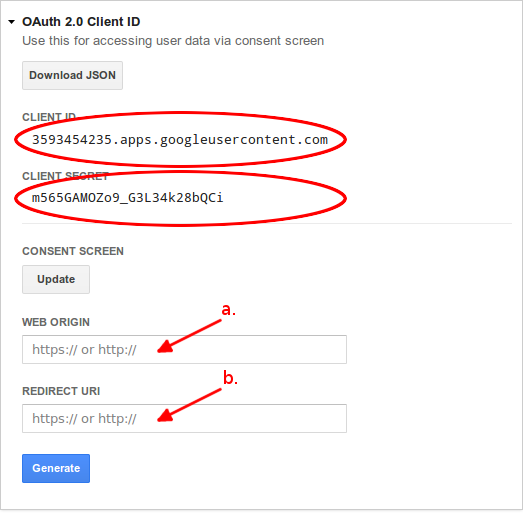 OAuth 2.0 Client ID
Use this for accessing user data via consent screen
Download JSON
CLIENT ID
3593454235.apps.googleusercontent.com
CLIENT SECRET
m565GAMOZo9_G3L34k28bQCi
CONSENT SCREEN
Update
a.
WEB ORIGIN
https:// or http://
b.
REDIRECT URI
https:// or http://
Generate